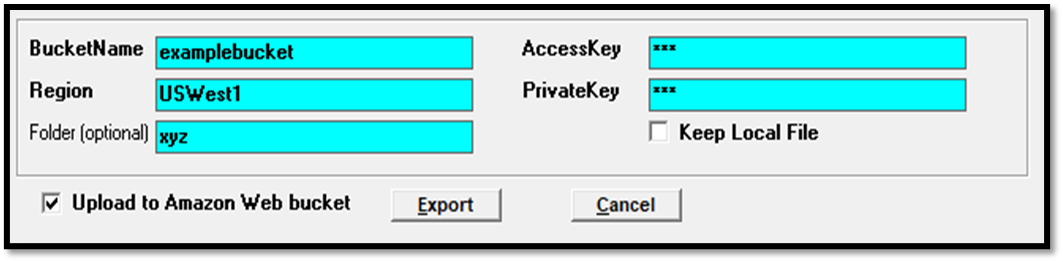 BucketName examplebucket AccessKey ***
Region USWest1 PrivateKey ***
Folder (optional) xyz Keep Local File
Upload to Amazon Web bucket Export Cancel